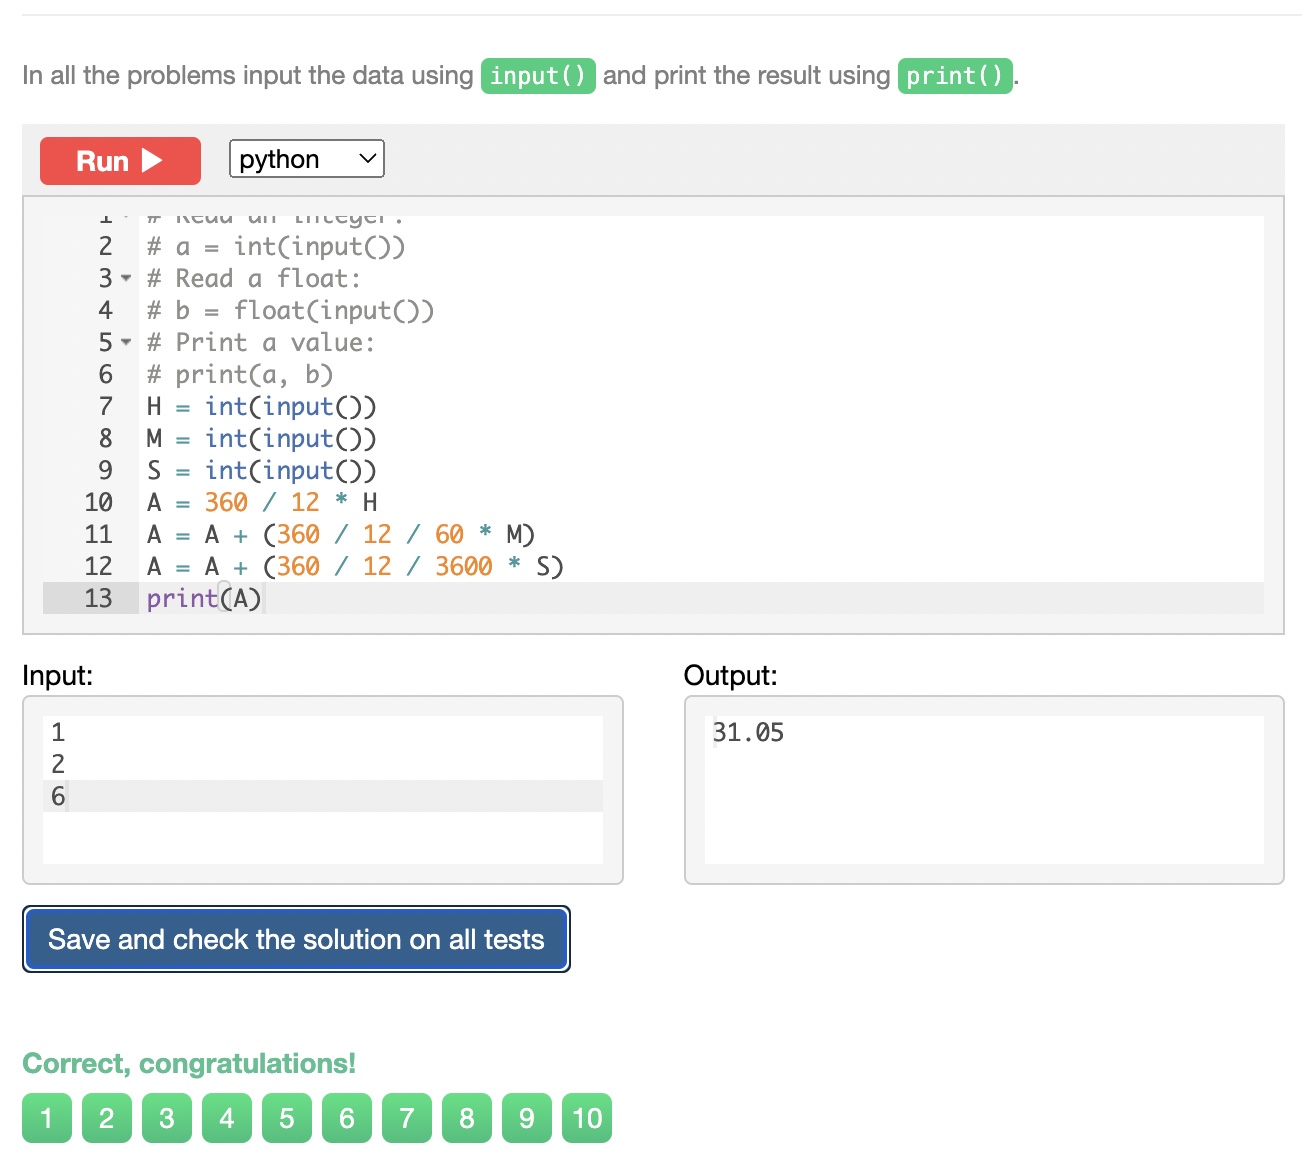 In all the problems input the data using input() and print the result using print().
Run
python
1 # Read an integer:
2 # a = int(input())
3 # Read a float:
4 # b = float(input())
5 # Print a value:
6 # print(a, b)
7 H = int(input())
8 M = int(input())
9 S = int(input())
10 A = 360 / 12 * H
11 A = A + (360 / 12 / 60 * M)
12 A = A + (360 / 12 / 3600 * S)
13 print(A)
Input:
1
2
6
Output:
31.05
Save and check the solution on all tests
Correct, congratulations!
1 2 3 4 5 6 7 8 9 10